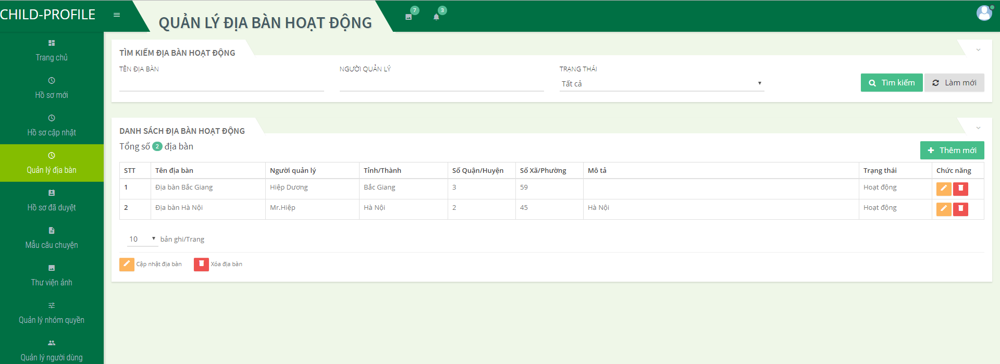 CHILD-PROFILE
QUẢN LÝ ĐỊA BÀN HOẠT ĐỘNG
7
3
Trang chủ
Hồ sơ mới
Hồ sơ cập nhật
Quản lý địa bàn
Hồ sơ đã duyệt
Mẫu câu chuyện
Thư viện ảnh
Quản lý nhóm quyền
Quản lý người dùng
TÌM KIẾM ĐỊA BÀN HOẠT ĐỘNG
TÊN ĐỊA BÀN NGƯỜI QUẢN LÝ TRẠNG THÁI
Tất cả Tìm kiếm Làm mới
DANH SÁCH ĐỊA BÀN HOẠT ĐỘNG
Tổng số 2 địa bàn
Thêm mới
STT Tên địa bàn Người quản lý Tỉnh/Thành Số Quận/Huyện Số Xã/Phường Mô tả Trạng thái Chức năng
1 Địa bàn Bắc Giang Hiệp Dương Bắc Giang 3 59 Hoạt động
2 Địa bàn Hà Nội Mr.Hiệp Hà Nội 2 45 Hà Nội Hoạt động
10 bản ghi/Trang
Cập nhật địa bàn Xóa địa bàn